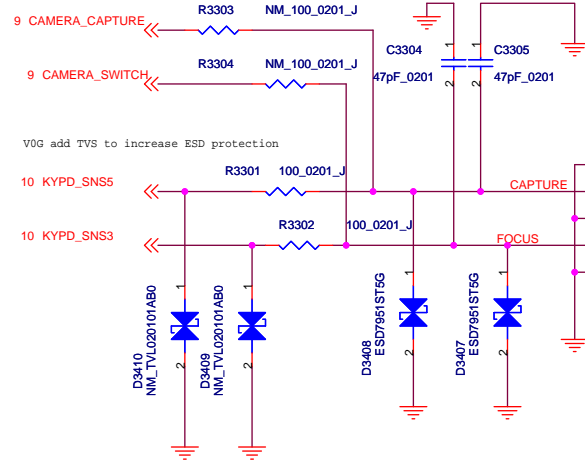 9 CAMERA_CAPTURE
R3303
NM_100_0201_J
R3304
NM_100_0201_J
9 CAMERA_SWITCH
C3304
47pF_0201
1
2
C3305
47pF_0201
1
2
V0G add TVS to increase ESD protection
R3301
100_0201_J
10 KYPD_SNS5
CAPTURE
R3302
100_0201_J
10 KYPD_SNS3
FOCUS
D3410
NM_TVL020101AB0
1
2
D3409
NM_TVL020101AB0
1
2
D3408
ESD7951ST5G
1
2
D3407
ESD7951ST5G
1
2